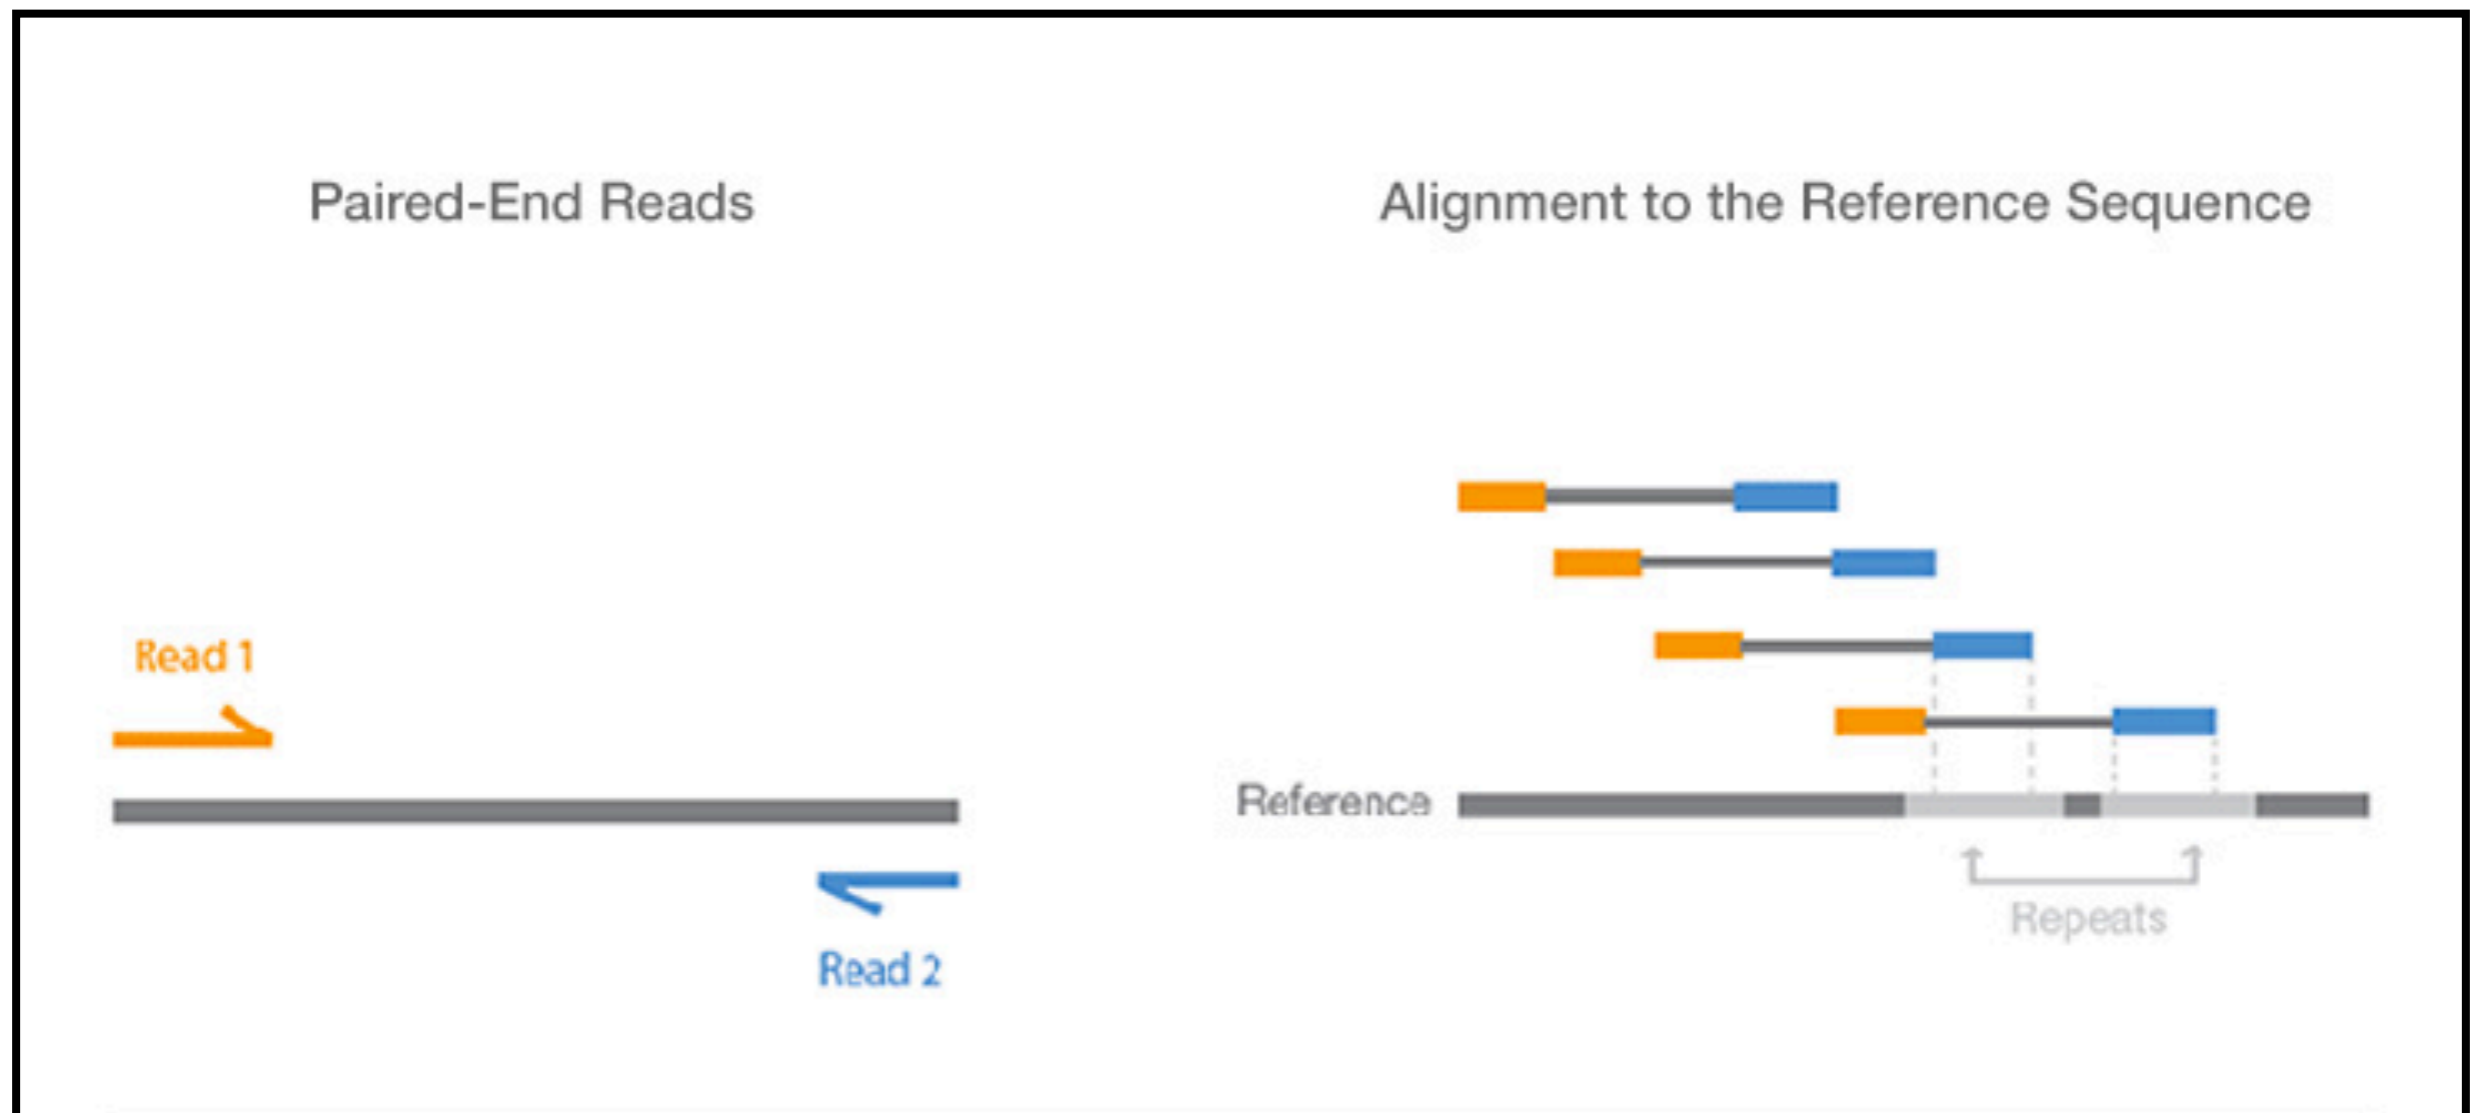 Paired-End Reads
Alignment to the Reference Sequence
Read 1
Reference
Repeats
Read 2